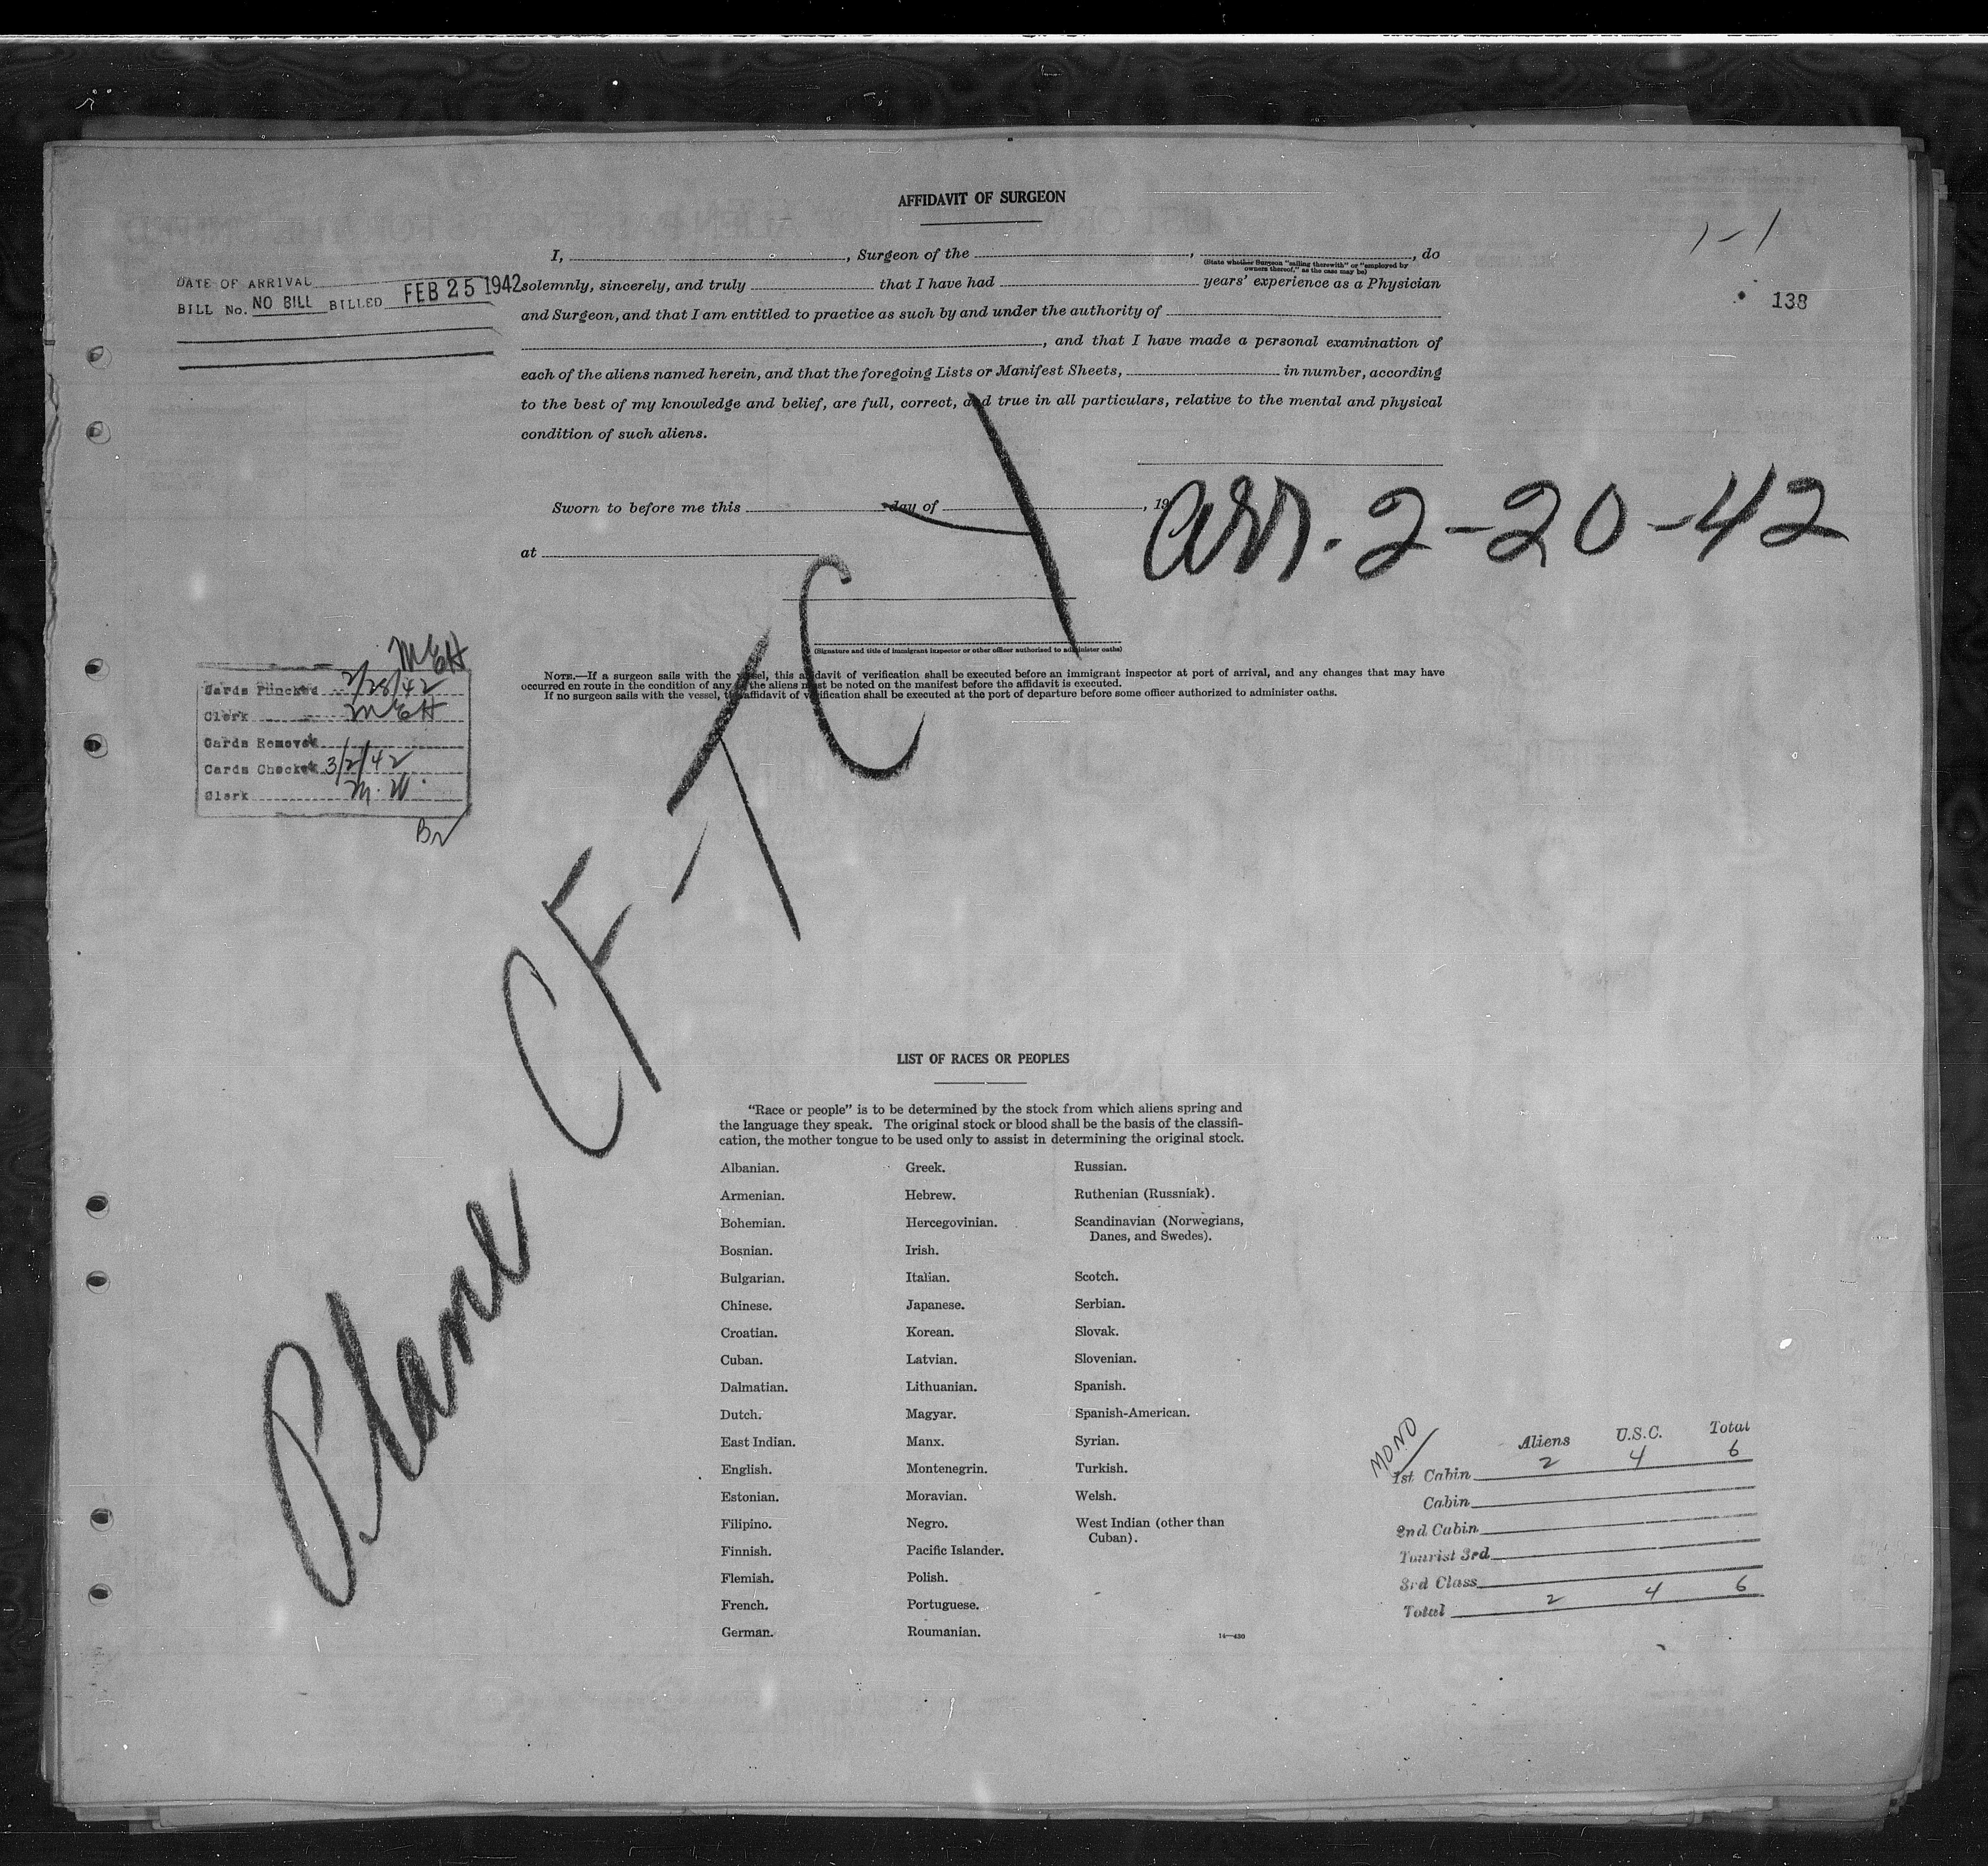 AFFIDAVIT OF SURGEON
1-1
138
DATE OF ARRIVAL
BILL No. NO BILL BILLED FEB 25 1942
I, , Surgeon of the , , do
(State whether Surgeon "sailing therewith" or "employed by
owners thereof," as the case may be)
solemnly, sincerely, and truly that I have had years' experience as a Physician
and Surgeon, and that I am entitled to practice as such by and under the authority of
, and that I have made a personal examination of
each of the aliens named herein, and that the foregoing Lists or Manifest Sheets, in number, according
to the best of my knowledge and belief, are full, correct, and true in all particulars, relative to the mental and physical
condition of such aliens.
Sworn to before me this day of , 19
Arr. 2-20-42
at
(Signature and title of immigrant inspector or other officer authorized to administer oaths)
NOTE.—If a surgeon sails with the vessel, this affidavit of verification shall be executed before an immigrant inspector at port of arrival, and any changes that may have
occurred en route in the condition of any of the aliens must be noted on the manifest before the affidavit is executed.
If no surgeon sails with the vessel, the affidavit of verification shall be executed at the port of departure before some officer authorized to administer oaths.
MEH
Cards Punched 2/28/42
Clerk MEH
Cards Removed
Cards Checked 3/2/42
Clerk M.W.
Br
Plane CF-TCY
LIST OF RACES OR PEOPLES
"Race or people" is to be determined by the stock from which aliens spring and
the language they speak. The original stock or blood shall be the basis of the classifi-
cation, the mother tongue to be used only to assist in determining the original stock.
Albanian.
Armenian.
Bohemian.
Bosnian.
Bulgarian.
Chinese.
Croatian.
Cuban.
Dalmatian.
Dutch.
East Indian.
English.
Estonian.
Filipino.
Finnish.
Flemish.
French.
German.
Greek.
Hebrew.
Hercegovinian.
Irish.
Italian.
Japanese.
Korean.
Latvian.
Lithuanian.
Magyar.
Manx.
Montenegrin.
Moravian.
Negro.
Pacific Islander.
Polish.
Portuguese.
Roumanian.
Russian.
Ruthenian (Russniak).
Scandinavian (Norwegians,
Danes, and Swedes).
Scotch.
Serbian.
Slovak.
Slovenian.
Spanish.
Spanish-American.
Syrian.
Turkish.
Welsh.
West Indian (other than
Cuban).
14—430
MONO
Aliens U.S.C. Total
1st Cabin 2 4 6
Cabin
2nd Cabin
Tourist 3rd
3rd Class
Total 2 4 6